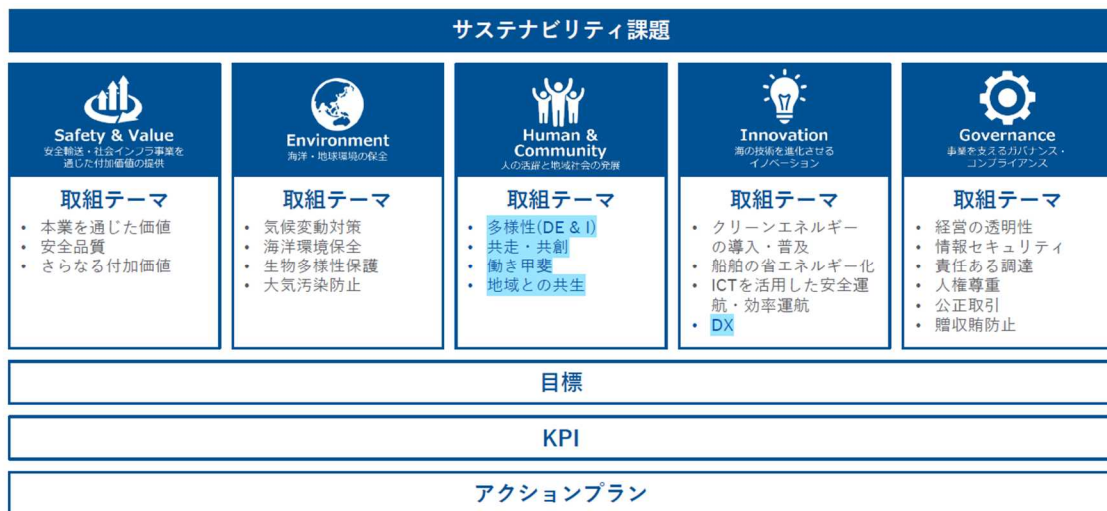 サステナビリティ課題
Safety & Value
安全輸送・社会インフラ事業を
通じた付加価値の提供
取組テーマ
• 本業を通じた価値
• 安全品質
• さらなる付加価値
Environment
海洋・地球環境の保全
取組テーマ
• 気候変動対策
• 海洋環境保全
• 生物多様性保護
• 大気汚染防止
Human &
Community
人の活躍と地域社会の発展
取組テーマ
• 多様性(DE & I)
• 共走・共創
• 働き甲斐
• 地域との共生
Innovation
海の技術を進化させる
イノベーション
取組テーマ
• クリーンエネルギー
の導入・普及
• 船舶の省エネルギー化
• ICTを活用した安全運
航・効率運航
• DX
Governance
事業を支えるガバナンス・
コンプライアンス
取組テーマ
• 経営の透明性
• 情報セキュリティ
• 責任ある調達
• 人権尊重
• 公正取引
• 贈収賄防止
目標
KPI
アクションプラン